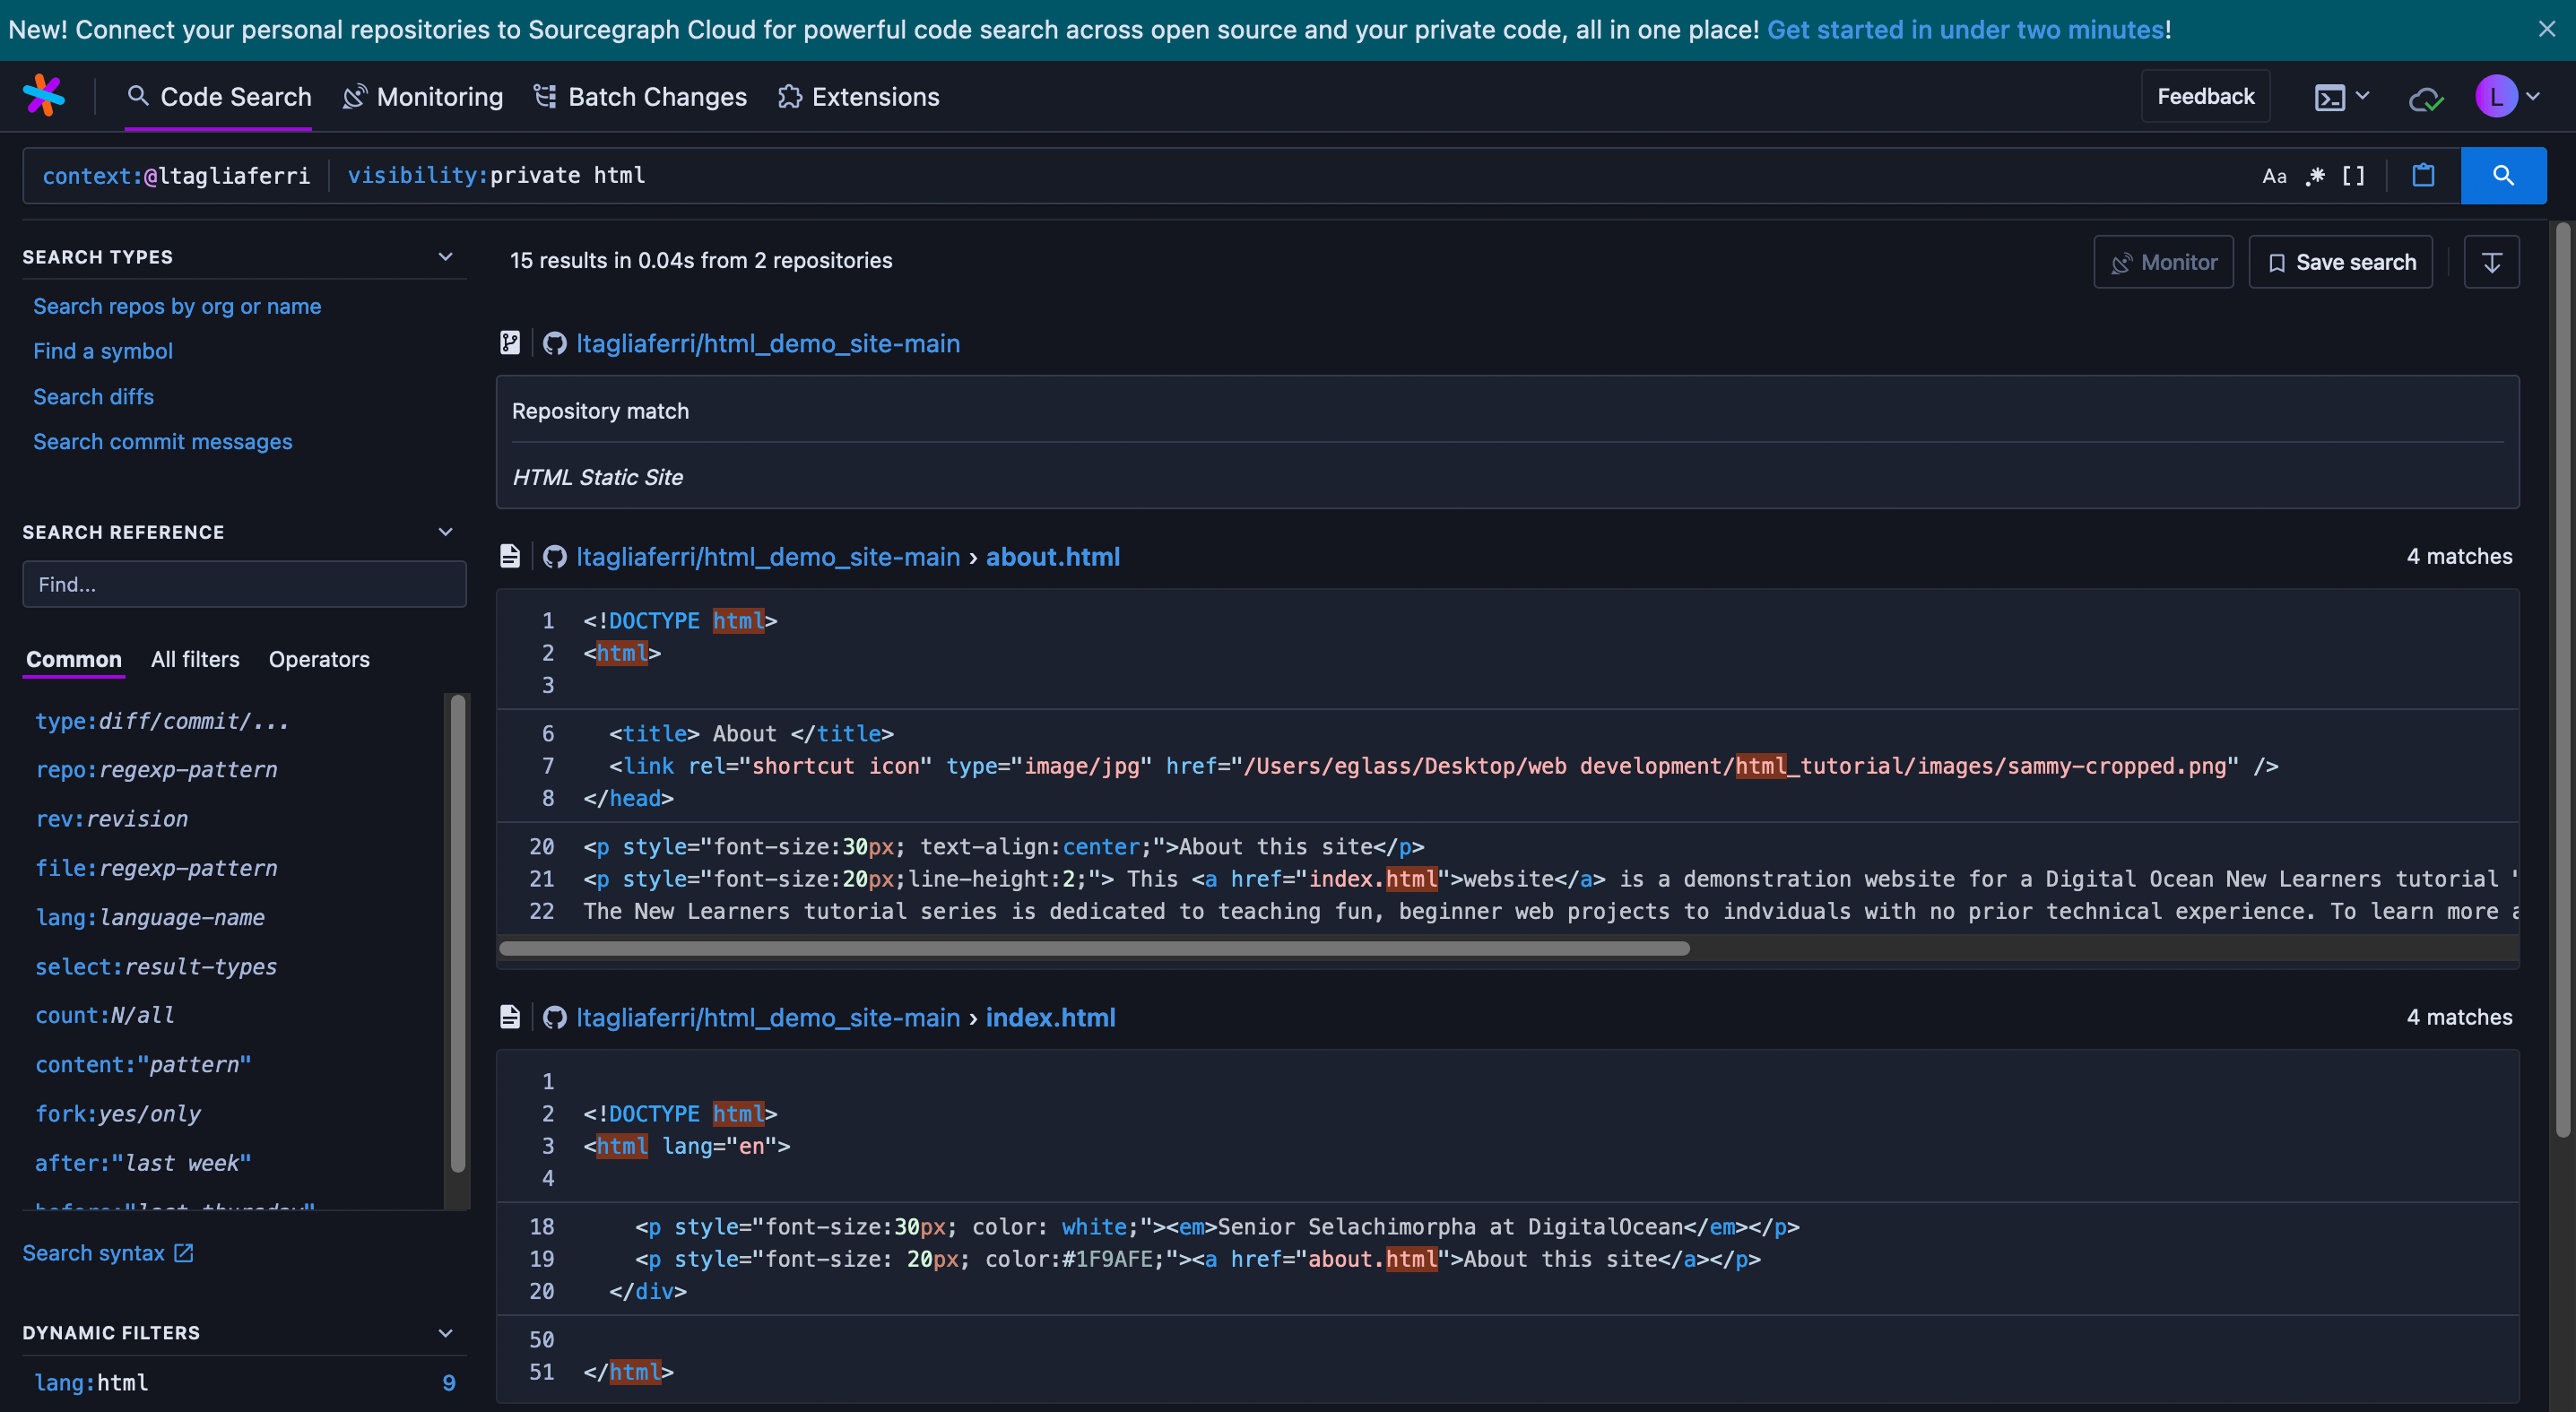 New! Connect your personal repositories to Sourcegraph Cloud for powerful code search across open source and your private code, all in one place! Get started in under two minutes!
Code Search Monitoring Batch Changes Extensions Feedback L
context:@ltagliaferri visibility:private html Aa .* []
SEARCH TYPES
Search repos by org or name
Find a symbol
Search diffs
Search commit messages
SEARCH REFERENCE
Find...
Common All filters Operators
type:diff/commit/...
repo:regexp-pattern
rev:revision
file:regexp-pattern
lang:language-name
select:result-types
count:N/all
content:"pattern"
fork:yes/only
after:"last week"
before:"last thursday"
Search syntax
DYNAMIC FILTERS
lang:html 9
15 results in 0.04s from 2 repositories Monitor Save search
ltagliaferri/html_demo_site-main
Repository match
HTML Static Site
ltagliaferri/html_demo_site-main › about.html 4 matches
1 <!DOCTYPE html>
2 <html>
3
6 <title> About </title>
7 <link rel="shortcut icon" type="image/jpg" href="/Users/eglass/Desktop/web development/html_tutorial/images/sammy-cropped.png" />
8 </head>
20 <p style="font-size:30px; text-align:center;">About this site</p>
21 <p style="font-size:20px;line-height:2;"> This <a href="index.html">website</a> is a demonstration website for a Digital Ocean New Learners tutorial
22 The New Learners tutorial series is dedicated to teaching fun, beginner web projects to indviduals with no prior technical experience. To learn more
ltagliaferri/html_demo_site-main › index.html 4 matches
1
2 <!DOCTYPE html>
3 <html lang="en">
4
18 <p style="font-size:30px; color: white;"><em>Senior Selachimorpha at DigitalOcean</em></p>
19 <p style="font-size: 20px; color:#1F9AFE;"><a href="about.html">About this site</a></p>
20 </div>
50
51 </html>